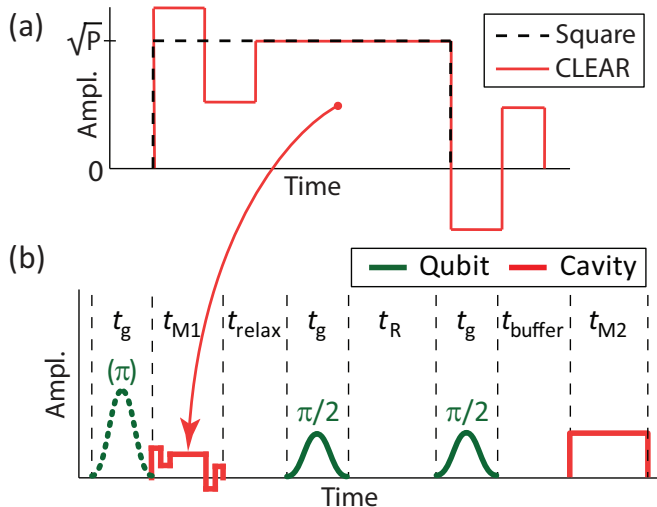 (a)
√P
Ampl.
0
Time
Square
CLEAR
(b)
Qubit
Cavity
Ampl.
t_g
t_M1
t_relax
t_g
t_R
t_g
t_buffer
t_M2
(π)
π/2
π/2
Time